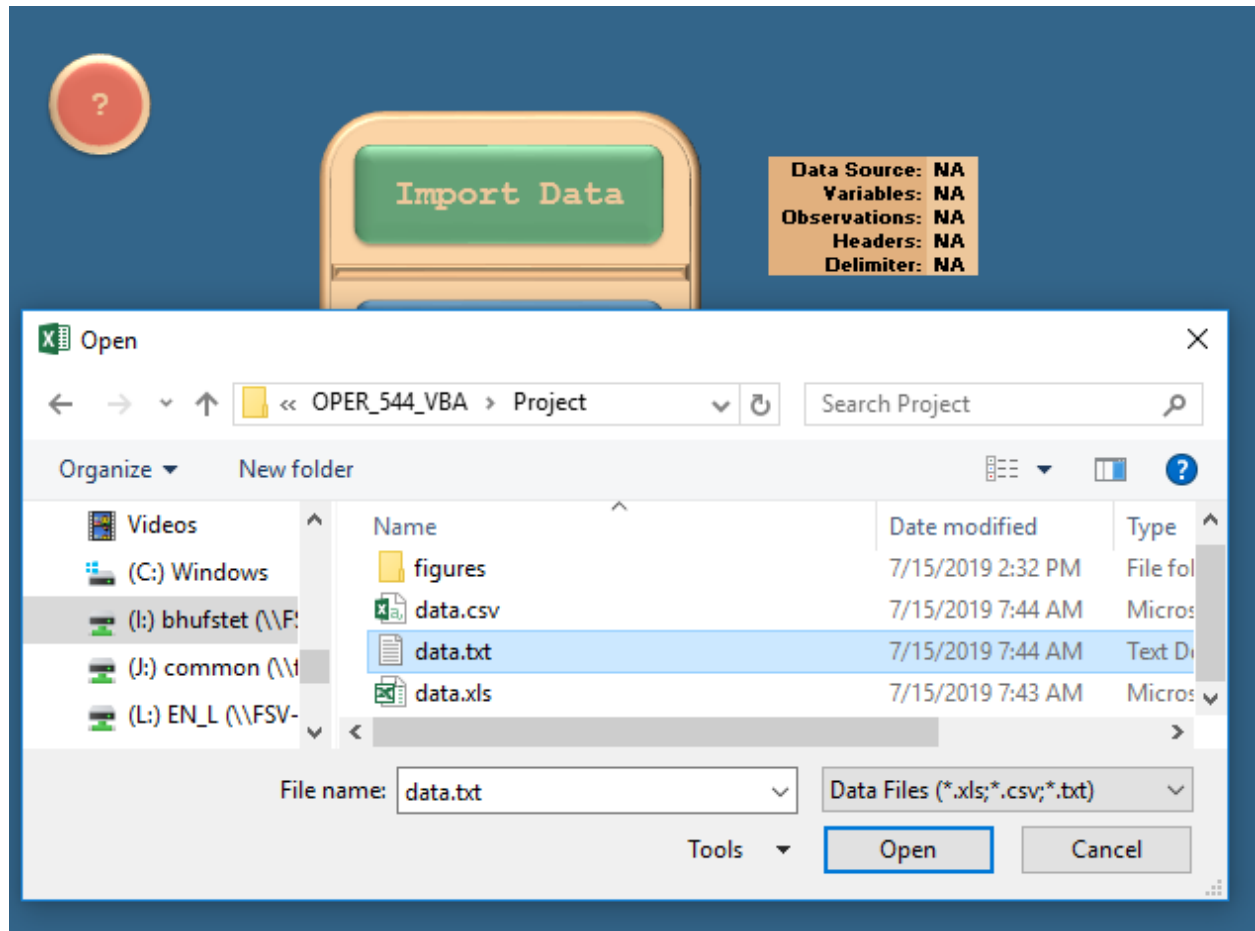 ?
Import Data
Data Source: NA
Variables: NA
Observations: NA
Headers: NA
Delimiter: NA
Open
« OPER_544_VBA > Project
Search Project
Organize
New folder
?
Name
Date modified
Type
Videos
(C:) Windows
(I:) bhufstet (\\F
(J:) common (\\
(L:) EN_L (\\FSV-
figures 7/15/2019 2:32 PM File fol
data.csv 7/15/2019 7:44 AM Micros
data.txt 7/15/2019 7:44 AM Text D
data.xls 7/15/2019 7:43 AM Micros
File name: data.txt
Data Files (*.xls;*.csv;*.txt)
Tools
Open
Cancel